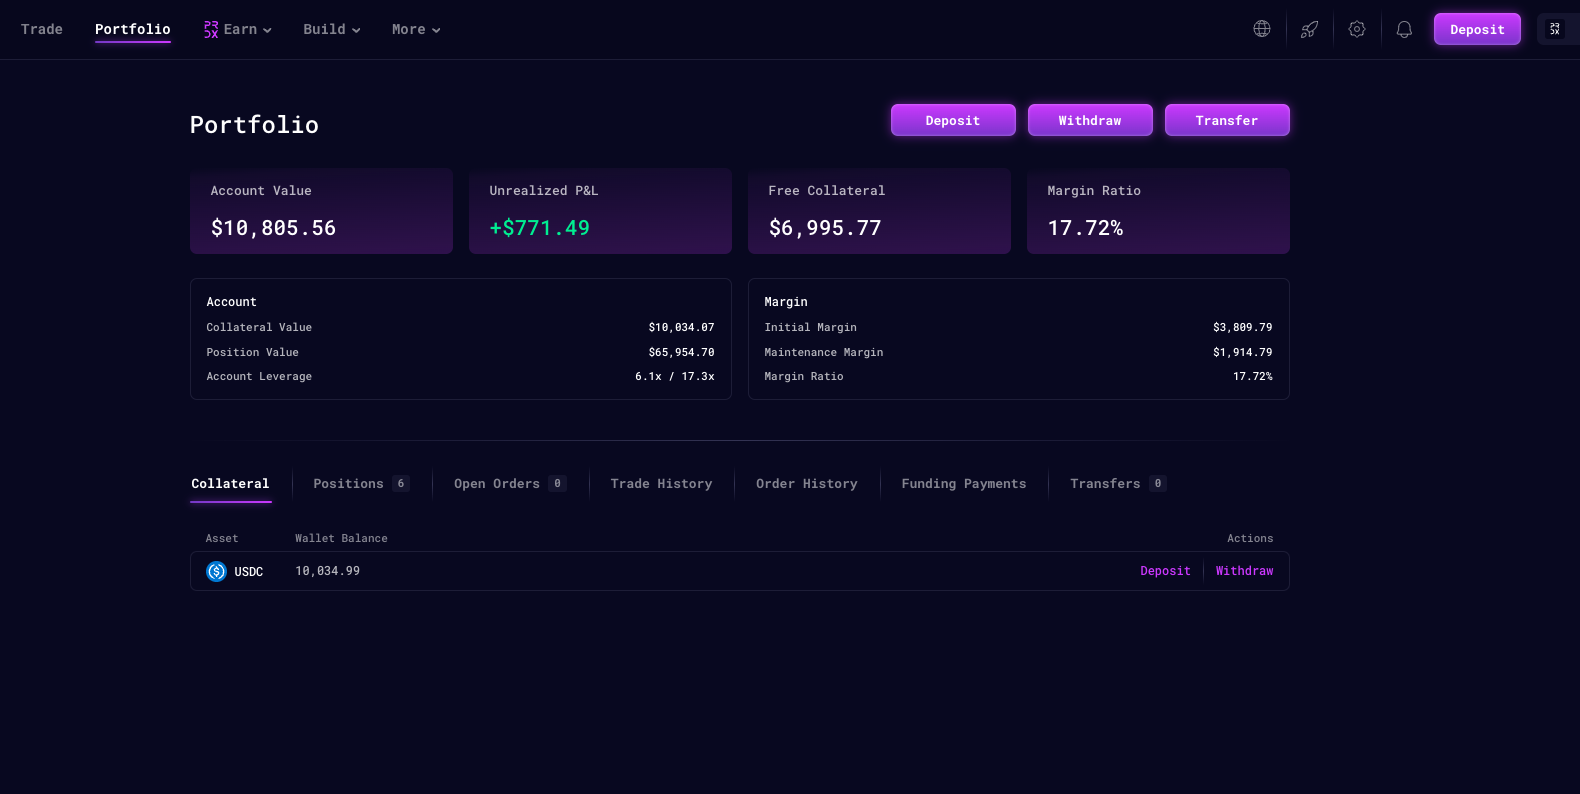 Trade Portfolio Earn Build More Deposit
Portfolio Deposit Withdraw Transfer
Account Value Unrealized P&L Free Collateral Margin Ratio
$10,805.56 +$771.49 $6,995.77 17.72%
Account
Collateral Value $10,034.07
Position Value $65,954.70
Account Leverage 6.1x / 17.3x
Margin
Initial Margin $3,809.79
Maintenance Margin $1,914.79
Margin Ratio 17.72%
Collateral Positions 6 Open Orders 0 Trade History Order History Funding Payments Transfers 0
Asset Wallet Balance Actions
USDC 10,034.99 Deposit Withdraw